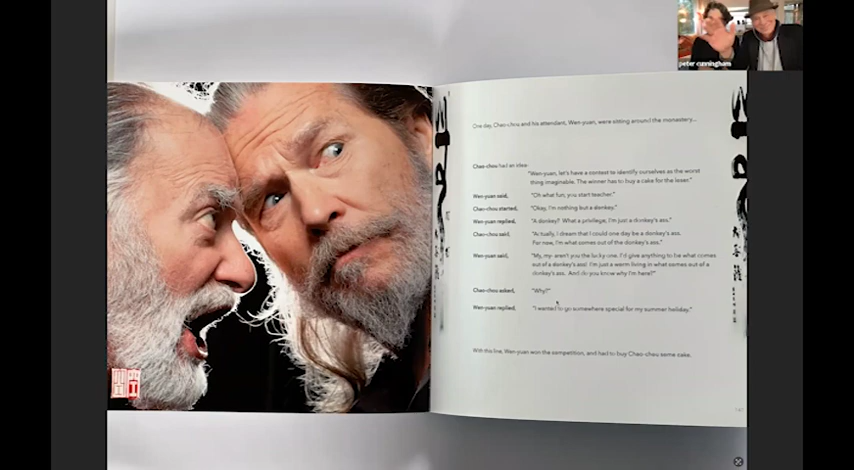 peter cunningham
One day, Chao-chou and his attendant, Wen-yuan, were sitting around the monastery...
Chao-chou had an idea:
"Wen-yuan, let's have a contest to identify ourselves as the worst
thing imaginable. The winner has to buy a cake for the loser."
Wen-yuan said, "Oh what fun, you start teacher."
Chao-chou started, "Okay, I'm nothing but a donkey."
Wen-yuan replied, "A donkey? What a privilege, I'm just a donkey's ass."
Chao-chou said, "Actually, I dream that I could one day be a donkey's ass.
For now, I'm what comes out of the donkey's ass."
Wen-yuan said, "My, my- aren't you the lucky one. I'd give anything to be what comes
out of a donkey's ass! I'm just a worm living in what comes out of a
donkey's ass. And do you know why I'm here?"
Chao-chou asked, "Why?"
Wen-yuan replied, "I wanted to go somewhere special for my summer holiday."
With this line, Wen-yuan won the competition, and had to buy Chao-chou some cake.